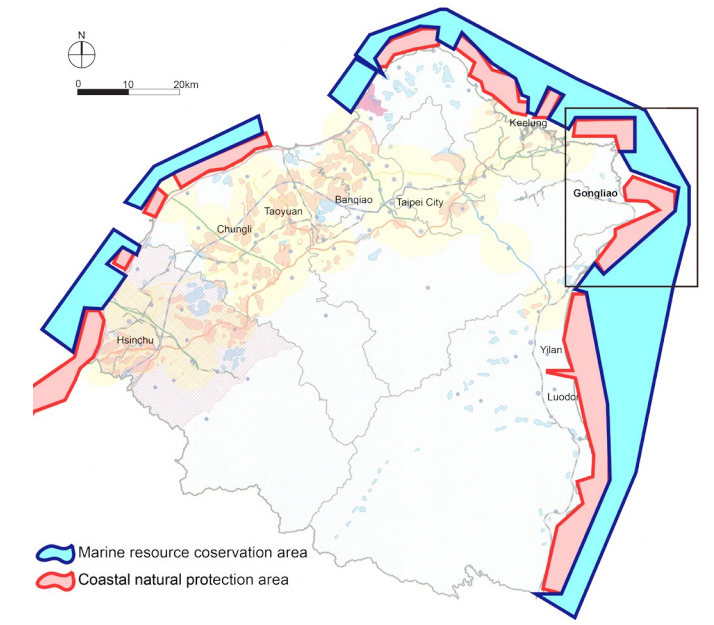 N
0 10 20km
Keelung
Gongliao
Banqiao
Taipei City
Taoyuan
Chungli
Hsinchu
Yilan
Luodor
Marine resource coservation area
Coastal natural protection area